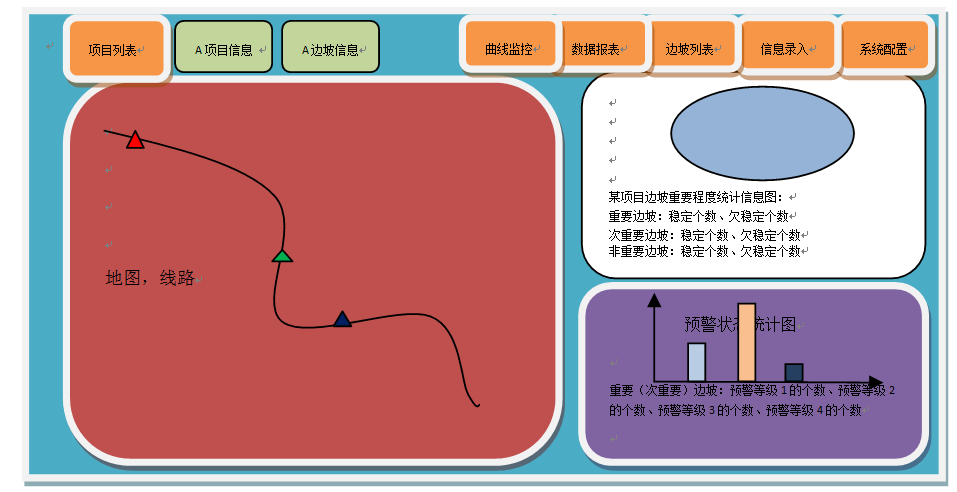 项目列表
A 项目信息
A 边坡信息
曲线监控
数据报表
边坡列表
信息录入
系统配置
地图，线路
某项目边坡重要程度统计信息图：
重要边坡：稳定个数、欠稳定个数
次重要边坡：稳定个数、欠稳定个数
非重要边坡：稳定个数、欠稳定个数
预警状态统计图
重要（次重要）边坡：预警等级 1 的个数、预警等级 2
的个数、预警等级 3 的个数、预警等级 4 的个数